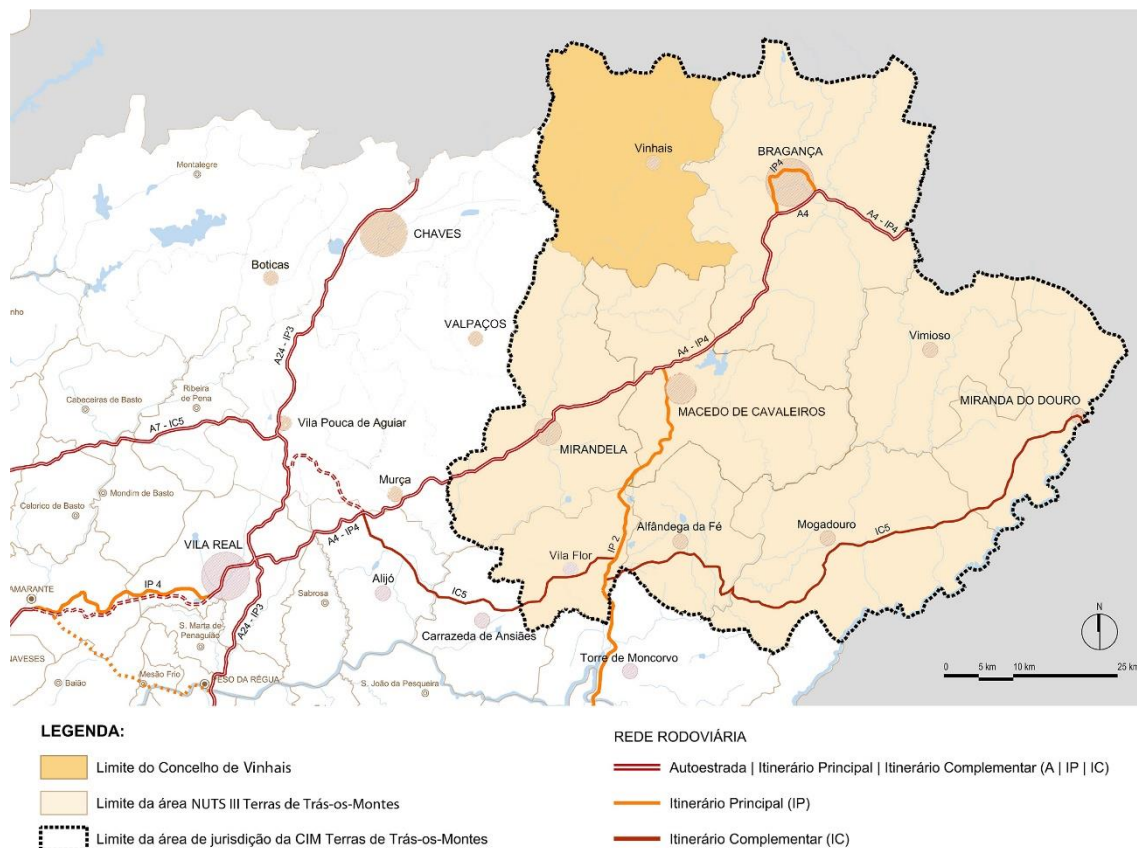 Montalegre
Vinhais
BRAGANÇA
IP4
A4
A4 - IP4
CHAVES
Boticas
VALPAÇOS
A24 - IP3
A4 - IP4
Vimioso
Cabeceiras de Basto
Ribeira
de Pena
MACEDO DE CAVALEIROS
MIRANDA DO DOURO
A7 - IC5
Vila Pouca de Aguiar
MIRANDELA
Murça
Mondim de Basto
Celorico de Basto
A4 - IP4
IP 2
Alfândega da Fé
Mogadouro
IC5
VILA REAL
Vila Flor
AMARANTE
IP 4
Alijó
IC5
Sabrosa
A24 - IP3
S. Marta de
Penaguião
Carrazeda de Ansiães
N
NAVESES
Baião
Mesão Frio
PESO DA RÉGUA
S. João da Pesqueira
Torre de Moncorvo
0 5 km 10 km 25 km
LEGENDA:
Limite do Concelho de Vinhais
Limite da área NUTS III Terras de Trás-os-Montes
Limite da área de jurisdição da CIM Terras de Trás-os-Montes
REDE RODOVIÁRIA
Autoestrada | Itinerário Principal | Itinerário Complementar (A | IP | IC)
Itinerário Principal (IP)
Itinerário Complementar (IC)